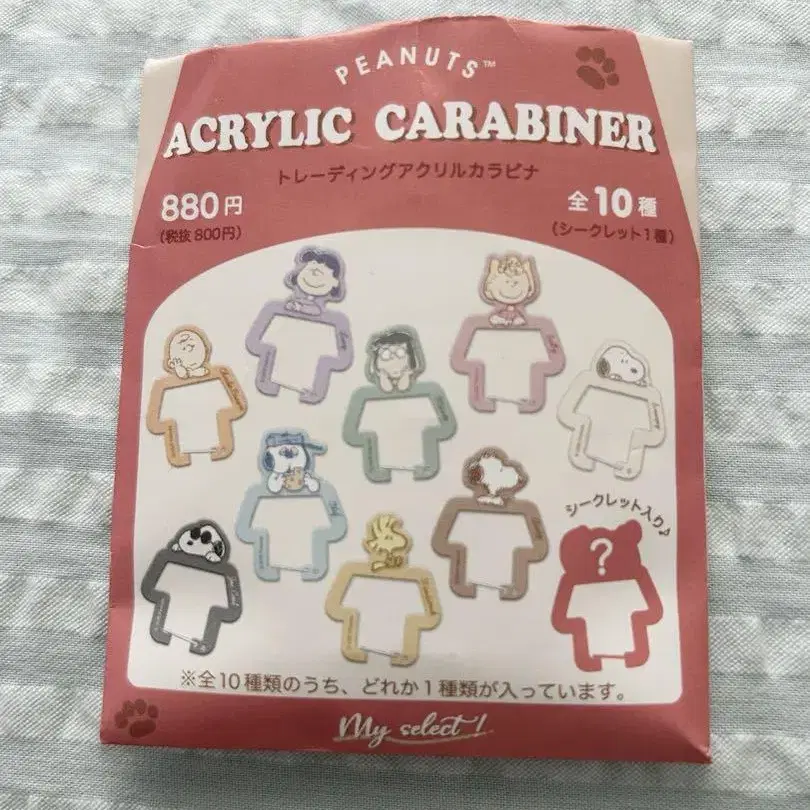 PEANUTS™
ACRYLIC CARABINER
トレーディングアクリルカラビナ
880円
(税抜800円)
全10種
(シークレット1種)
シークレット入り♪
?
※全10種類のうち、どれか1種類が入っています。
My select!